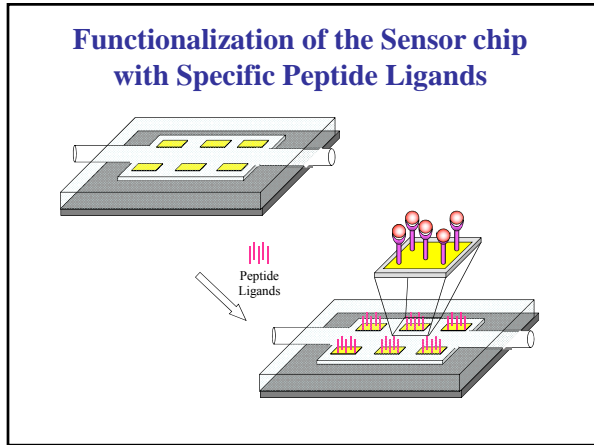 Functionalization of the Sensor chip
with Specific Peptide Ligands
Peptide
Ligands